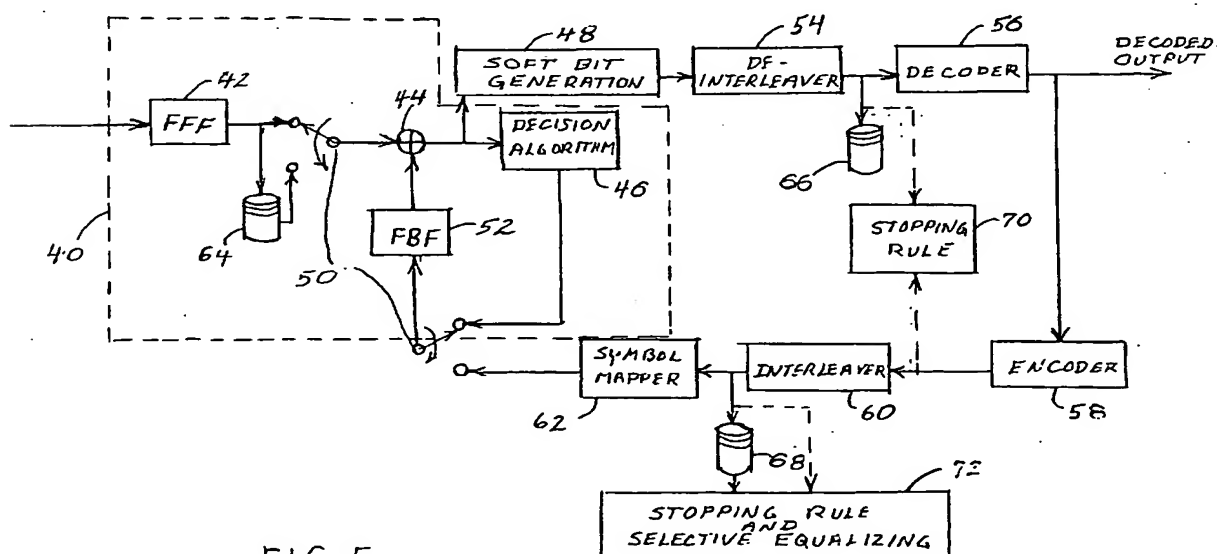 48
SOFT BIT
GENERATION
54
DE-
INTERLEAVER
56
DECODER
DECODED
OUTPUT
42
FFF
44
DECISION
ALGORITHM
46
64
50
FBF
52
66
STOPPING
RULE
70
40
SYMBOL
MAPPER
62
INTERLEAVER
60
ENCODER
58
68
72
STOPPING RULE
AND
SELECTIVE EQUALIZING
FIG. 5